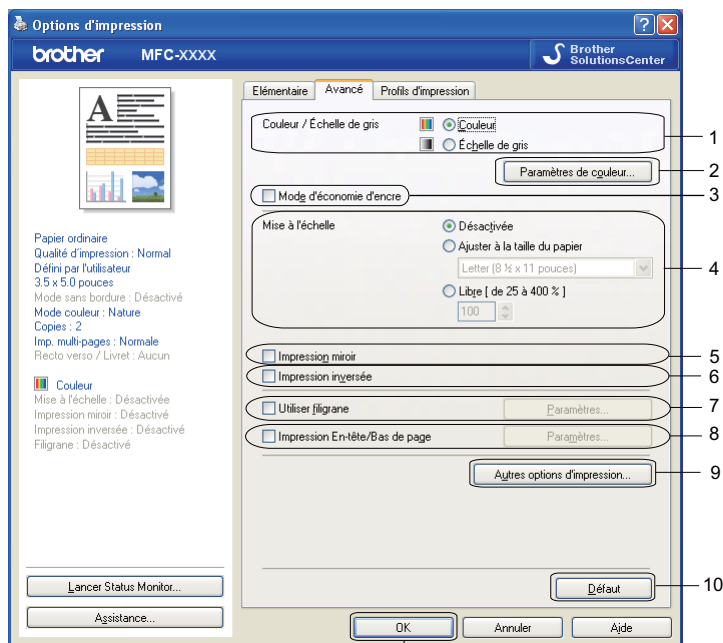 Options d'impression
brother MFC-XXXX
Brother
SolutionsCenter
A
Papier ordinaire
Qualité d'impression : Normal
Défini par l'utilisateur
3.5 x 5.0 pouces
Mode sans bordure : Désactivé
Mode couleur : Nature
Copies : 2
Imp. multi-pages : Normale
Recto verso / Livret : Aucun
Couleur
Mise à l'échelle : Désactivée
Impression miroir : Désactivé
Impression inversée : Désactivé
Filigrane : Désactivé
Lancer Status Monitor...
Assistance...
Elémentaire Avancé Profils d'impression
Couleur / Échelle de gris
Couleur
Échelle de gris
1
Paramètres de couleur...
2
Mode d'économie d'encre
3
Mise à l'échelle
Désactivée
Ajuster à la taille du papier
Letter (8 ½ x 11 pouces)
Libre [ de 25 à 400 % ]
100
4
Impression miroir
5
Impression inversée
6
Utiliser filigrane Paramètres...
7
Impression En-tête/Bas de page Paramètres...
8
Autres options d'impression...
9
Défaut
10
OK Annuler Aide